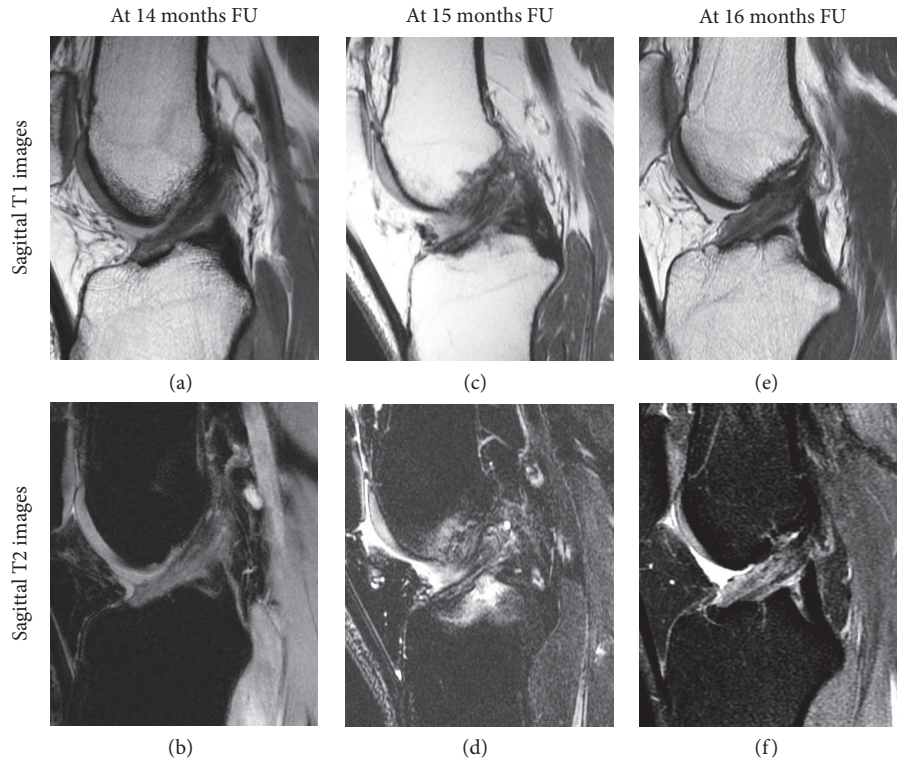 At 14 months FU
At 15 months FU
At 16 months FU
Sagittal T1 images
(a)
(c)
(e)
Sagittal T2 images
(b)
(d)
(f)